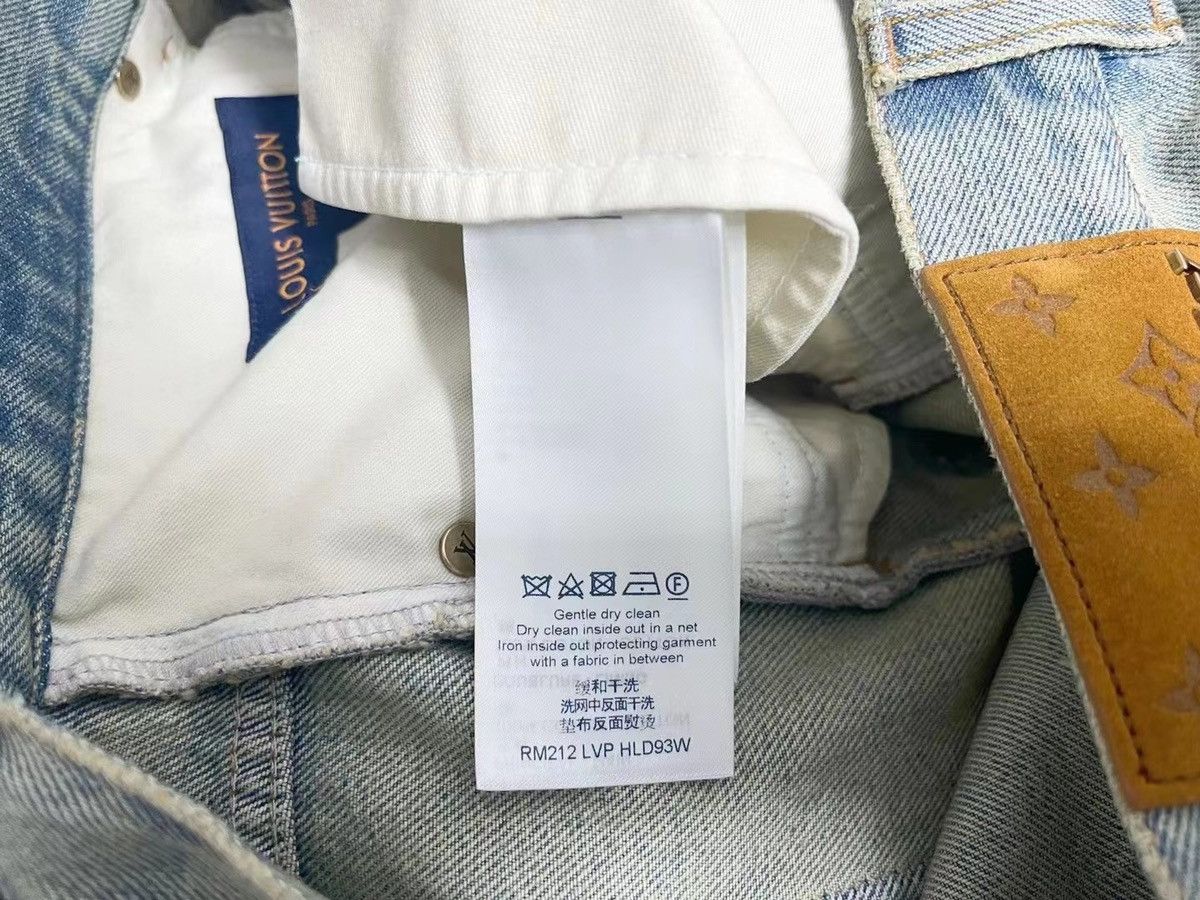 LOUIS VUITTON
Gentle dry clean
Dry clean inside out in a net
Iron inside out protecting garment
with a fabric in between
缓和干洗
洗网中反面干洗
垫布反面熨烫
RM212 LVP HLD93W